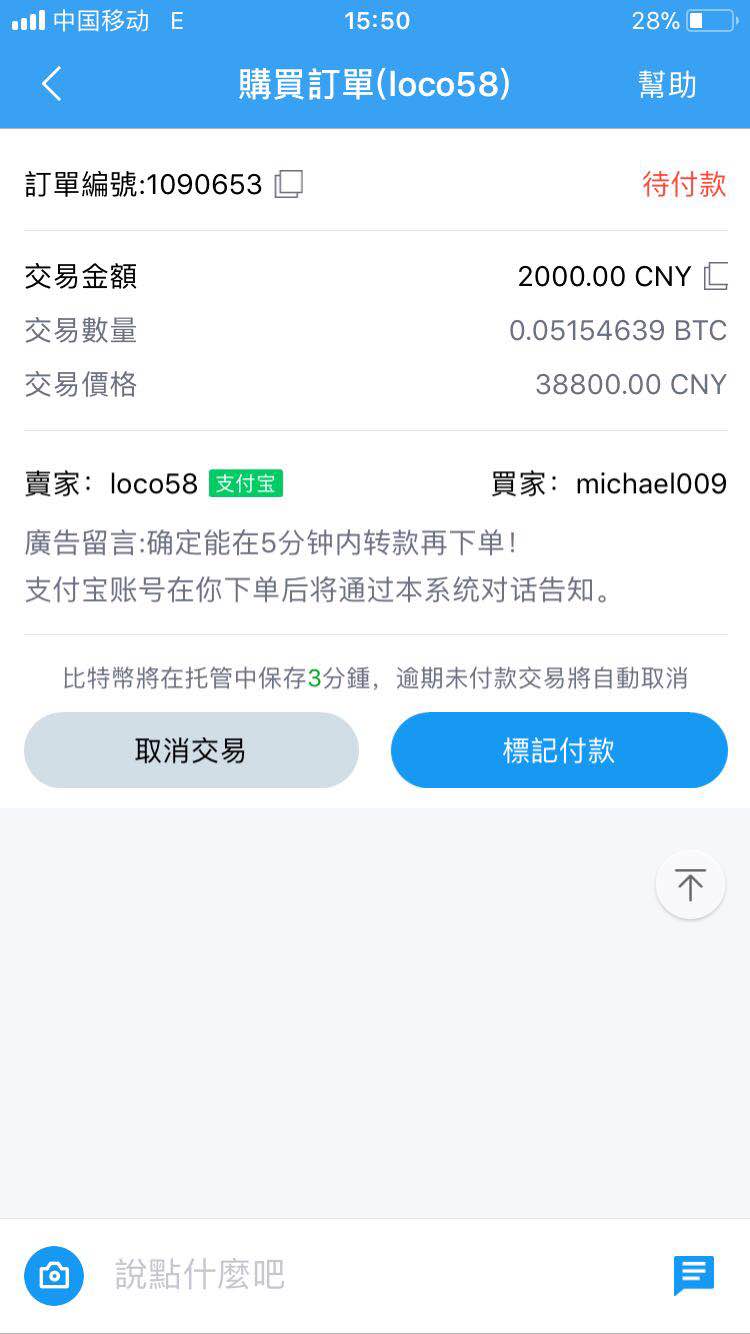 中国移动 E 15:50 28%
購買訂單(loco58) 幫助
訂單編號:1090653 待付款
交易金額 2000.00 CNY
交易數量 0.05154639 BTC
交易價格 38800.00 CNY
賣家：loco58 支付宝 買家：michael009
廣告留言:确定能在5分钟内转款再下单！
支付宝账号在你下单后将通过本系统对话告知。
比特幣將在托管中保存3分鍾，逾期未付款交易將自動取消
取消交易 標記付款
說點什麼吧